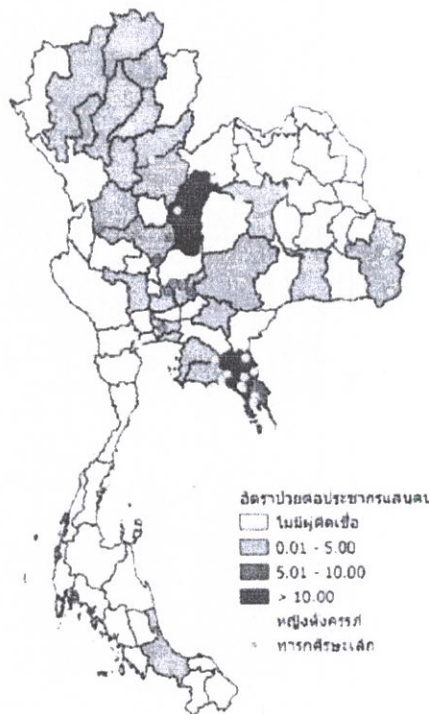 อัตราป่วยต่อประชากรแสนคน
ไม่มีผู้ติดเชื้อ
0.01 - 5.00
5.01 - 10.00
> 10.00
หญิงตั้งครรภ์
ทารกศีรษะเล็ก